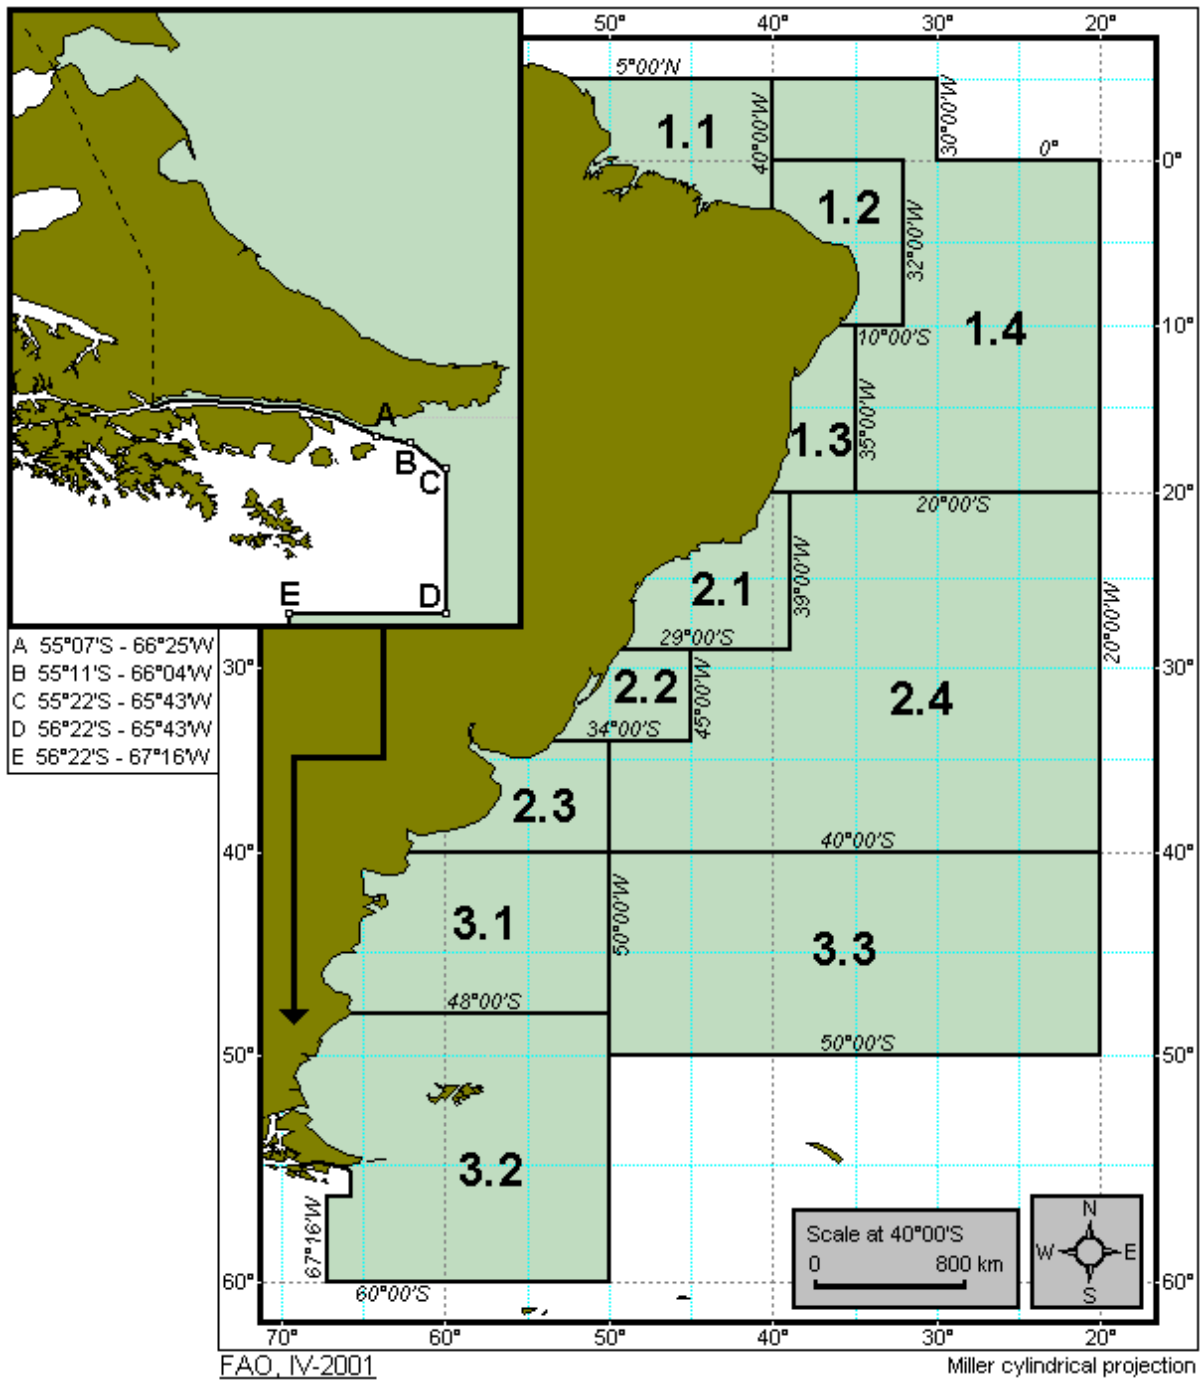 50° 40° 30° 20°
5°00'N
1.1
40°00'W
30°00'W
0°
0°
1.2
32°00'W
1.4
10°00'S
10°
1.3
35°00'W
20°00'S
20°
A
B
C
D
E
2.1
39°00'W
20°00'W
29°00'S
A 55°07'S - 66°25'W
B 55°11'S - 66°04'W
C 55°22'S - 65°43'W
D 56°22'S - 65°43'W
E 56°22'S - 67°16'W
30°
30°
2.2
45°00'W
2.4
34°00'S
2.3
40°00'S
40°
40°
3.1
50°00'W
3.3
48°00'S
50°00'S
50°
50°
3.2
67°16'W
60°00'S
60°
60°
Scale at 40°00'S
0 800 km
N
W E
S
70° 60° 50° 40° 30° 20°
FAO, IV-2001
Miller cylindrical projection